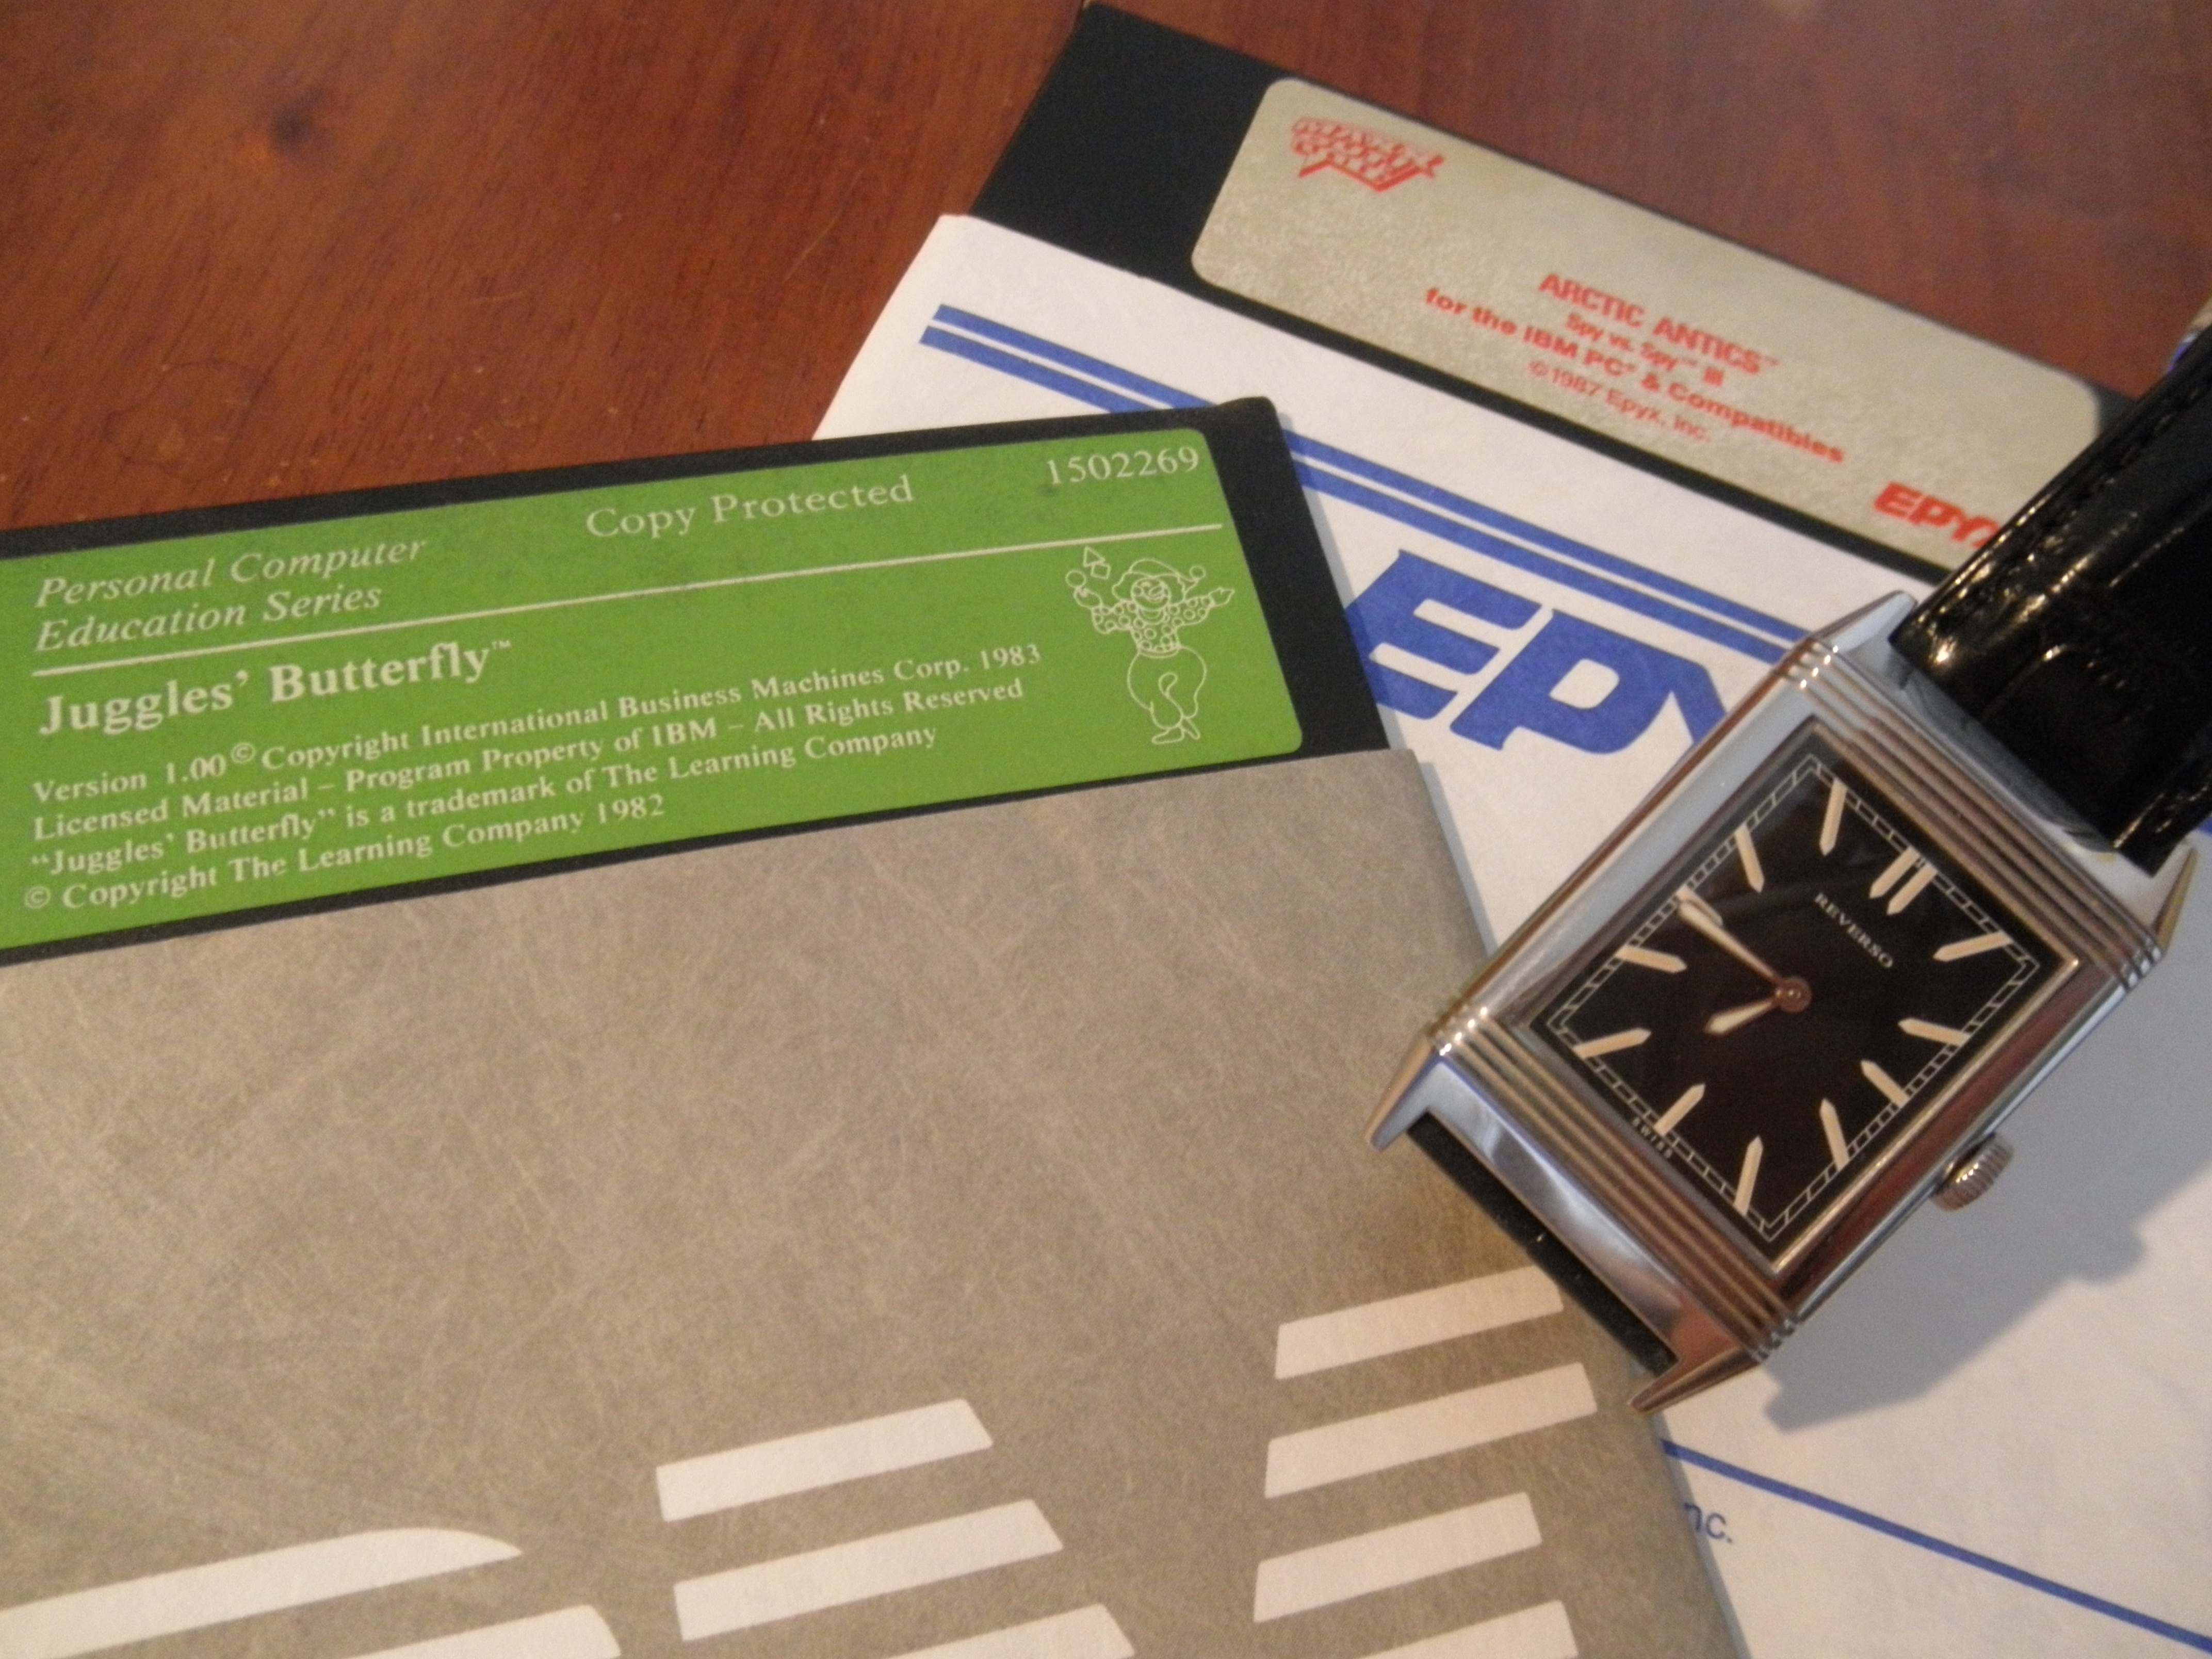 Personal Computer
Education Series
Copy Protected
1502269
Juggles' Butterfly™
Version 1.00 © Copyright International Business Machines Corp. 1983
Licensed Material – Program Property of IBM – All Rights Reserved
“Juggles' Butterfly” is a trademark of The Learning Company
© Copyright The Learning Company 1982
ARCTIC ANTICS™
Spy vs. Spy™ III
for the IBM PC® & Compatibles
©1987 Epyx, Inc.
EPYX
EPY
REVERSO
SWISS
nc.